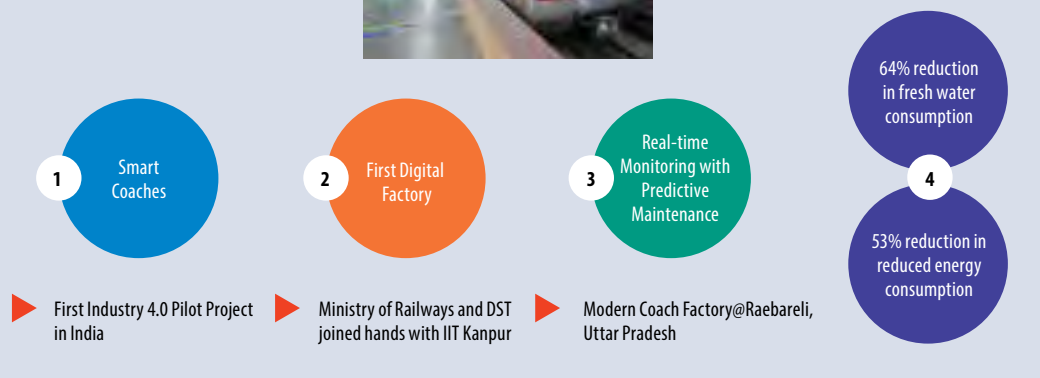 1
Smart
Coaches
2
First Digital
Factory
3
Real-time
Monitoring with
Predictive
Maintenance
64% reduction
in fresh water
consumption
4
53% reduction in
reduced energy
consumption
First Industry 4.0 Pilot Project
in India
Ministry of Railways and DST
joined hands with IIT Kanpur
Modern Coach Factory@Raebareli,
Uttar Pradesh